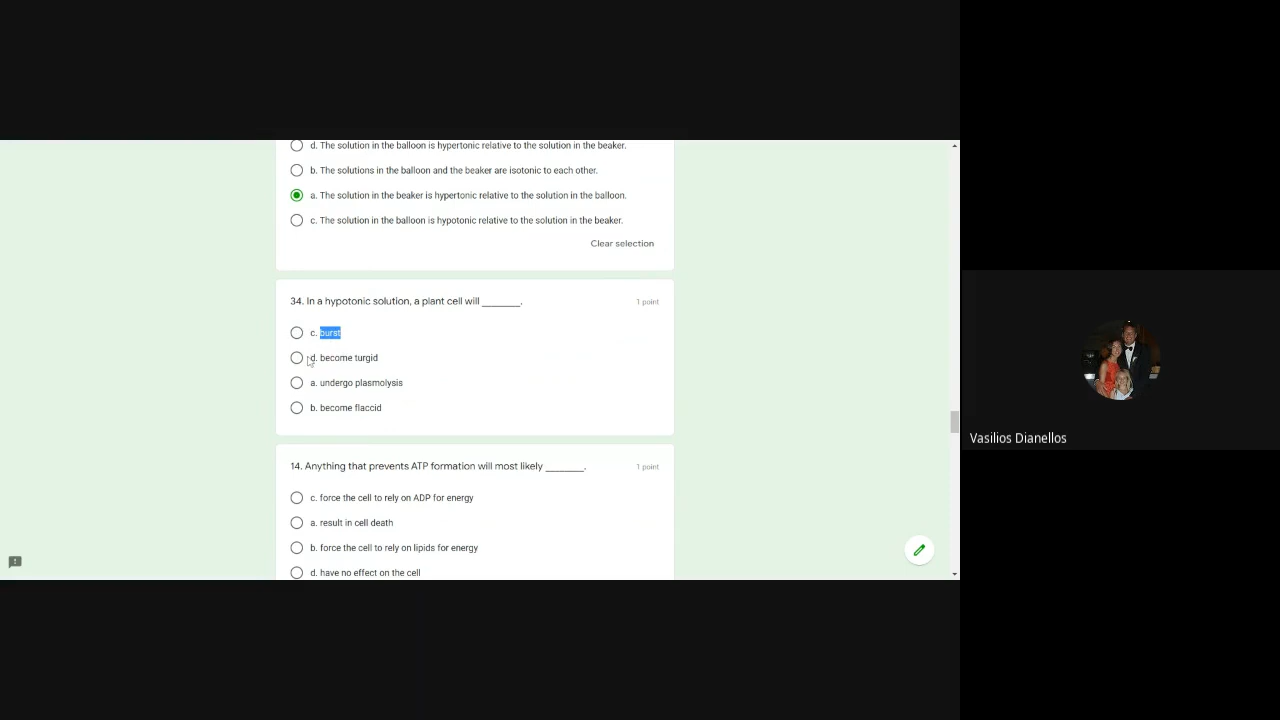 d. The solution in the balloon is hypertonic relative to the solution in the beaker.
b. The solutions in the balloon and the beaker are isotonic to each other.
a. The solution in the beaker is hypertonic relative to the solution in the balloon.
c. The solution in the balloon is hypotonic relative to the solution in the beaker.
Clear selection
34. In a hypotonic solution, a plant cell will ________.
1 point
c. burst
d. become turgid
a. undergo plasmolysis
b. become flaccid
14. Anything that prevents ATP formation will most likely ________.
1 point
c. force the cell to rely on ADP for energy
a. result in cell death
b. force the cell to rely on lipids for energy
d. have no effect on the cell
Vasilios Dianellos